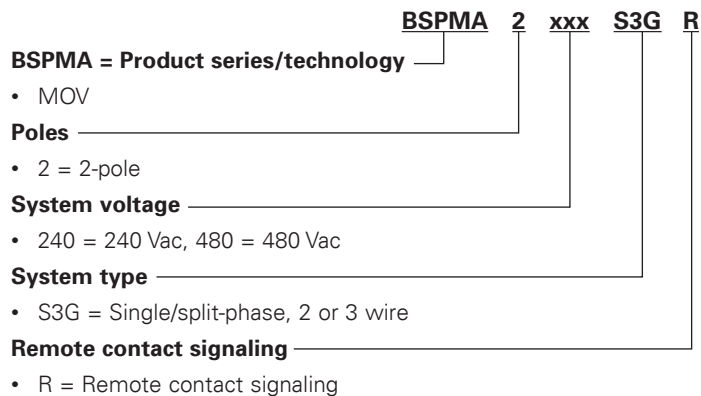 BSPMA 2 xxx S3G R
BSPMA = Product series/technology
• MOV
Poles
• 2 = 2-pole
System voltage
• 240 = 240 Vac, 480 = 480 Vac
System type
• S3G = Single/split-phase, 2 or 3 wire
Remote contact signaling
• R = Remote contact signaling